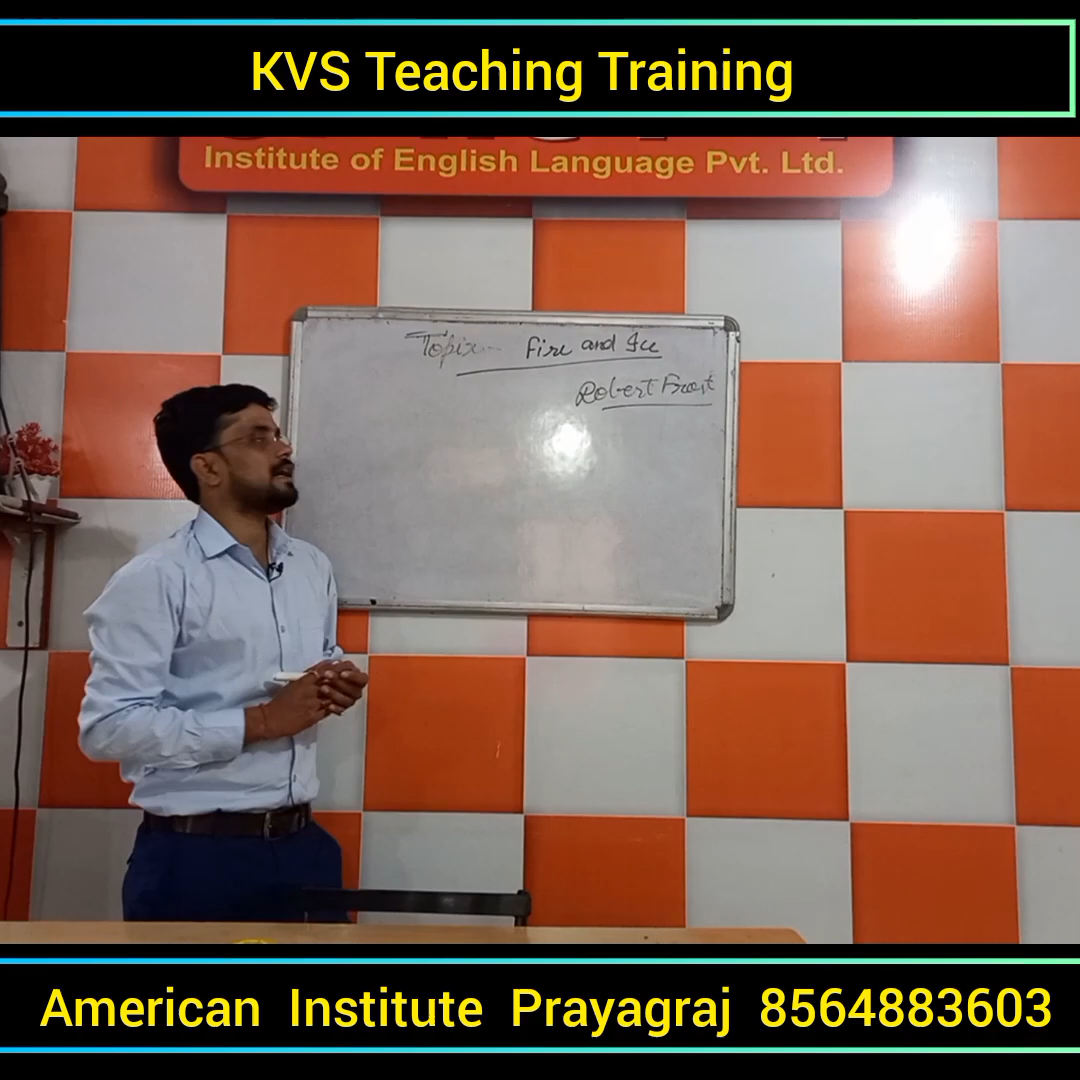 KVS Teaching Training
Institute of English Language Pvt. Ltd.
Topic- Fire and Ice
Robert Frost
American Institute Prayagraj 8564883603